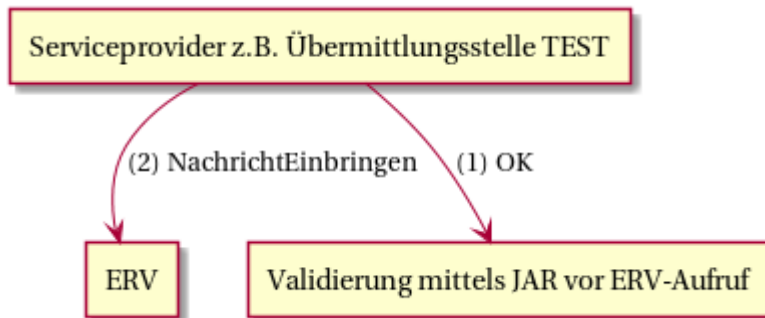 Serviceprovider z.B. Übermittlungsstelle TEST
(2) NachrichtEinbringen
(1) OK
ERV
Validierung mittels JAR vor ERV-Aufruf